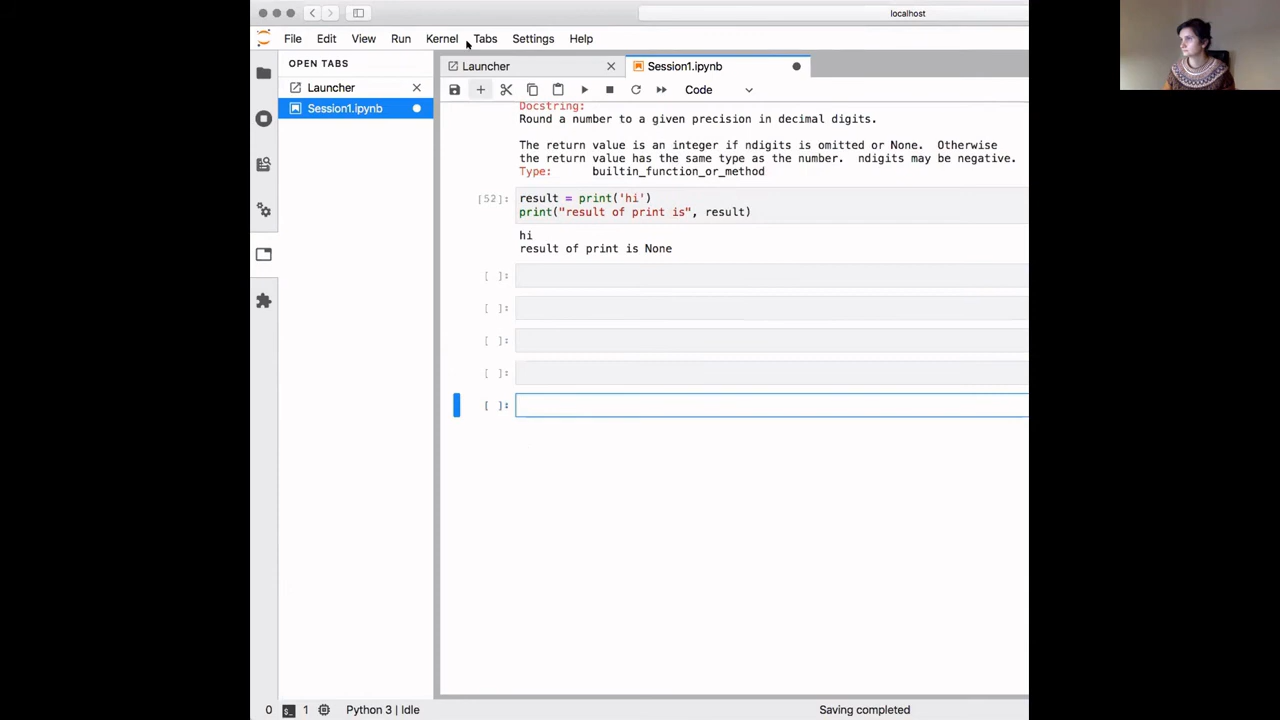 localhost
File Edit View Run Kernel Tabs Settings Help
OPEN TABS
Launcher
Session1.ipynb
Launcher
Session1.ipynb
Code
Docstring:
Round a number to a given precision in decimal digits.
The return value is an integer if ndigits is omitted or None.  Otherwise
the return value has the same type as the number.  ndigits may be negative.
Type:      builtin_function_or_method
[52]: result = print('hi')
print("result of print is", result)
hi
result of print is None
[ ]:
[ ]:
[ ]:
[ ]:
[ ]:
0 $_ 1 Python 3 | Idle Saving completed